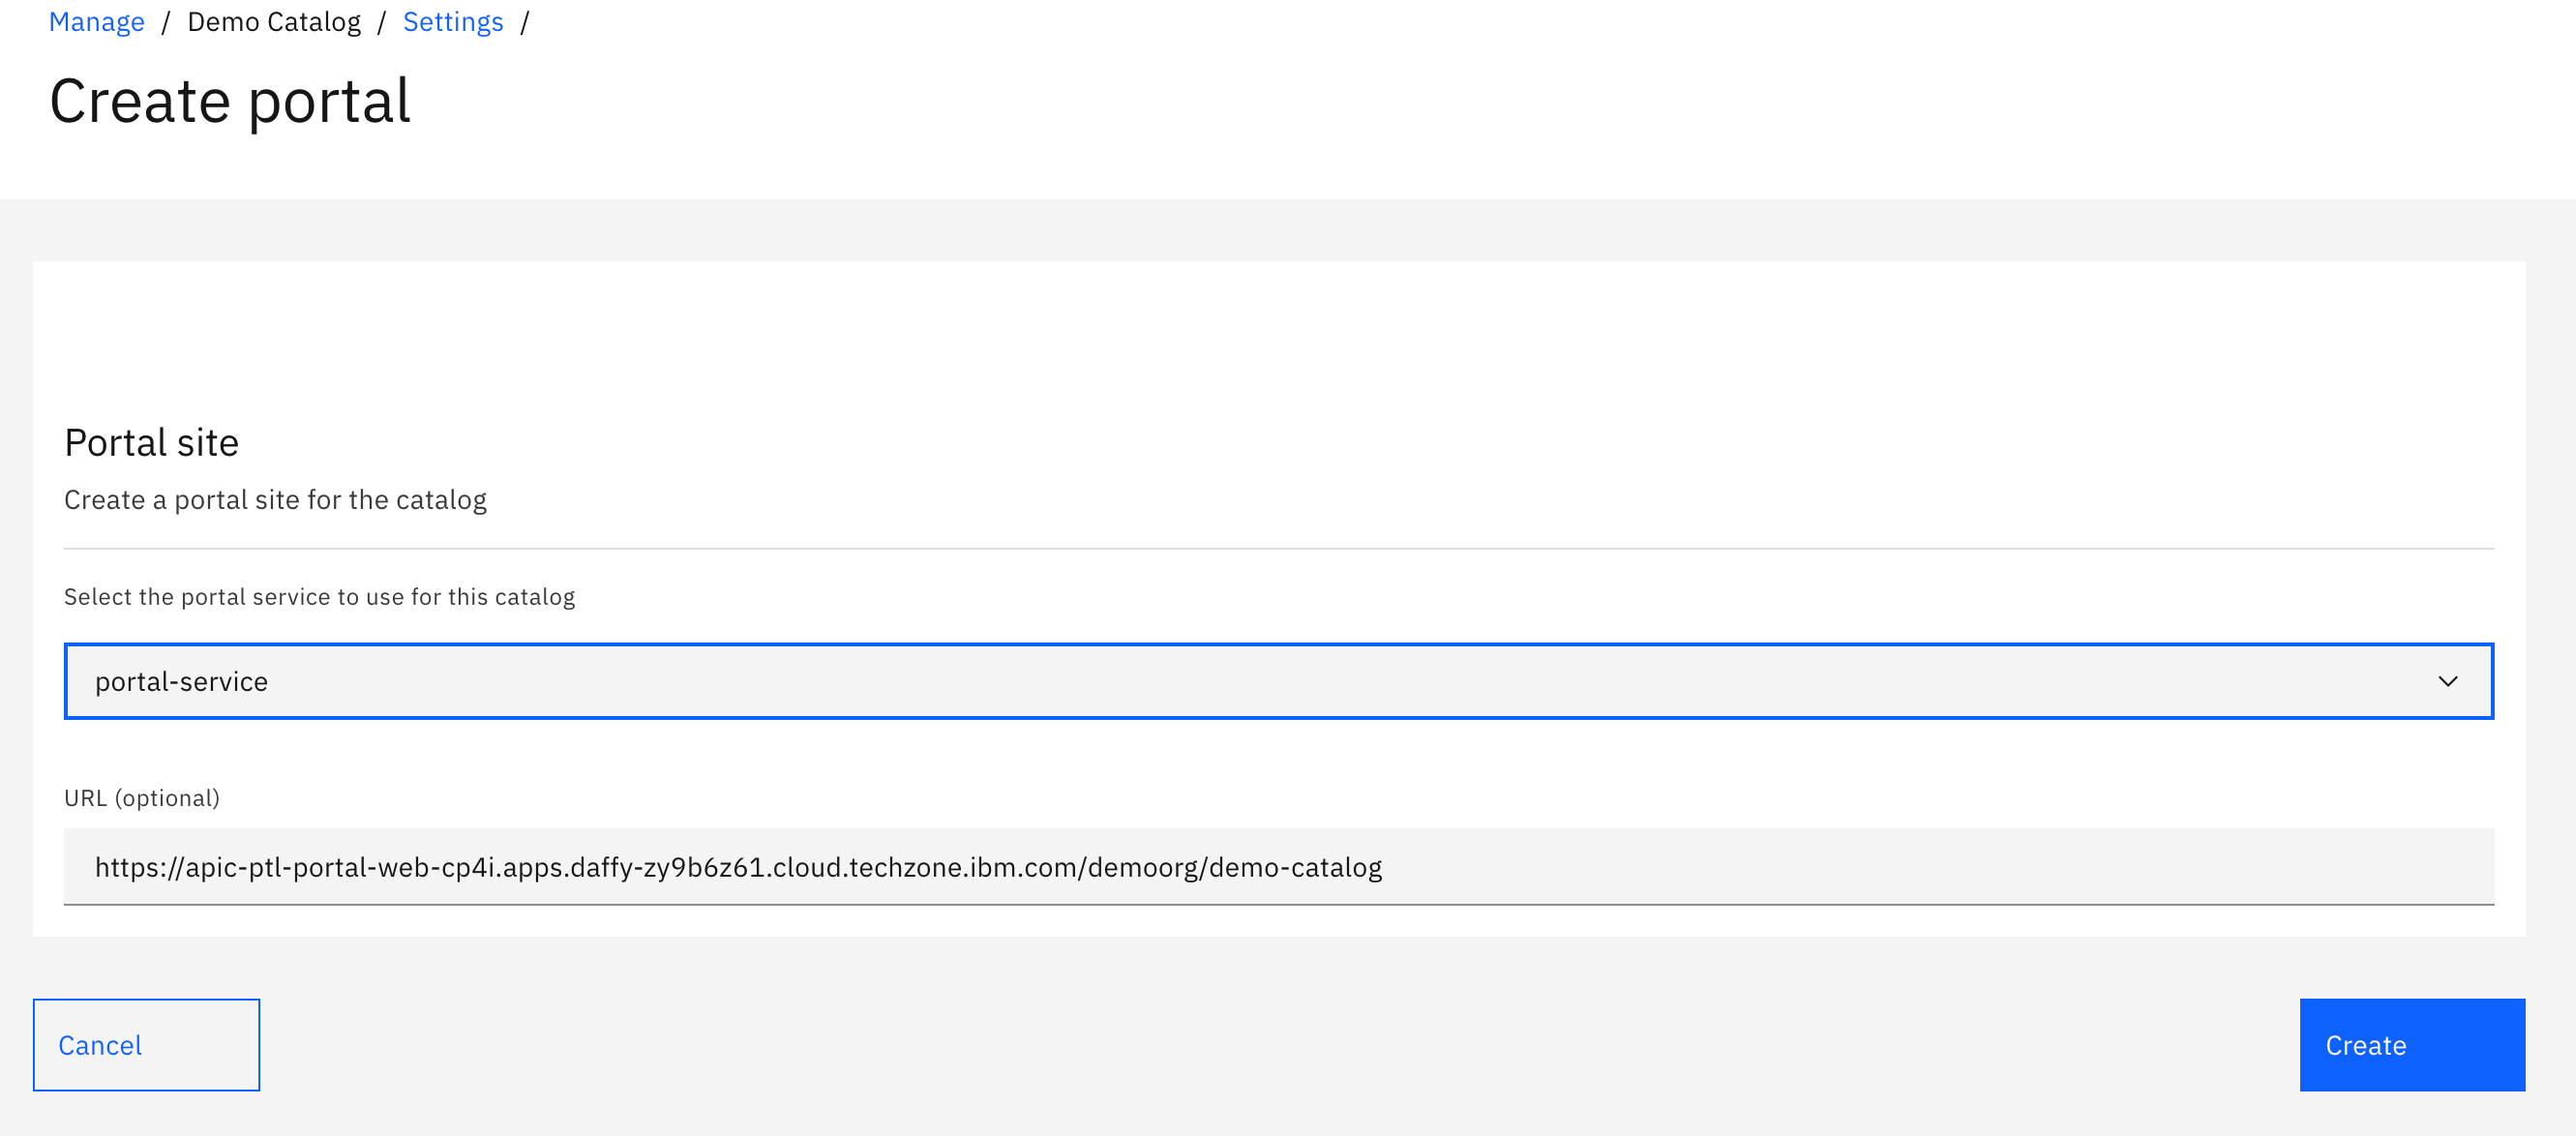 Manage / Demo Catalog / Settings /
Create portal
Portal site
Create a portal site for the catalog
Select the portal service to use for this catalog
portal-service
URL (optional)
https://apic-ptl-portal-web-cp4i.apps.daffy-zy9b6z61.cloud.techzone.ibm.com/demoorg/demo-catalog
Cancel
Create